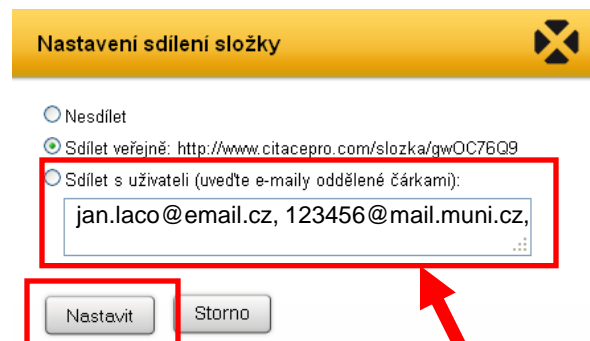 Nastavení sdílení složky
Nesdílet
Sdílet veřejně: http://www.citacepro.com/slozka/gwOC76Q9
Sdílet s uživateli (uveďte e-maily oddělené čárkami):
jan.laco@email.cz, 123456@mail.muni.cz,
Nastavit Storno